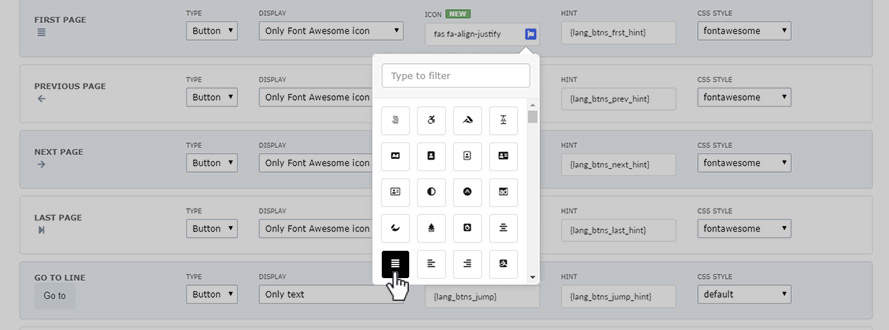 FIRST PAGE
TYPE
Button
DISPLAY
Only Font Awesome icon
ICON NEW
fas fa-align-justify
HINT
{lang_btns_frst_hint}
CSS STYLE
fontawesome
Type to filter
PREVIOUS PAGE
TYPE
Button
DISPLAY
Only Font Awesome icon
HINT
{lang_btns_prev_hint}
CSS STYLE
fontawesome
NEXT PAGE
TYPE
Button
DISPLAY
Only Font Awesome icon
HINT
{lang_btns_next_hint}
CSS STYLE
fontawesome
LAST PAGE
TYPE
Button
DISPLAY
Only Font Awesome icon
HINT
{lang_btns_last_hint}
CSS STYLE
fontawesome
GO TO LINE
Go to
TYPE
Button
DISPLAY
Only text
{lang_btns_jump}
HINT
{lang_btns_jump_hint}
CSS STYLE
default